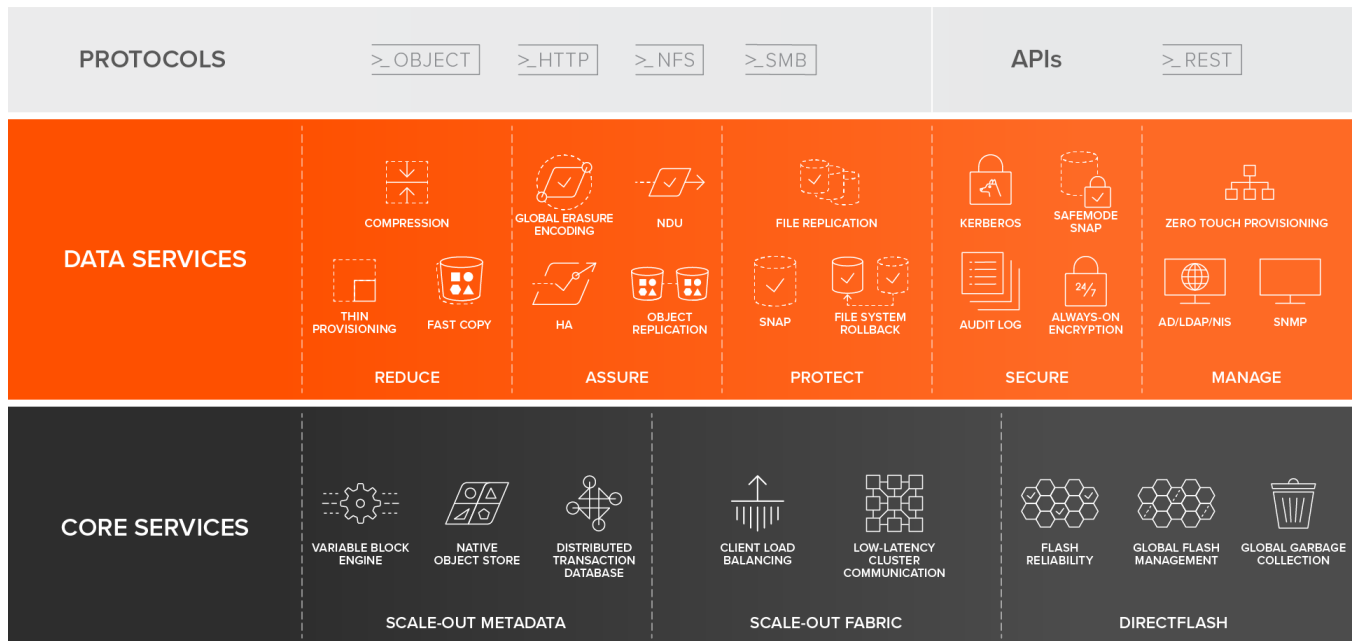 PROTOCOLS
>_OBJECT
>_HTTP
>_NFS
>_SMB
APIs
>_REST
DATA SERVICES
COMPRESSION
THIN
PROVISIONING
FAST COPY
REDUCE
GLOBAL ERASURE
ENCODING
NDU
HA
OBJECT
REPLICATION
ASSURE
FILE REPLICATION
SNAP
FILE SYSTEM
ROLLBACK
PROTECT
KERBEROS
SAFEMODE
SNAP
AUDIT LOG
24/7
ALWAYS-ON
ENCRYPTION
SECURE
ZERO TOUCH PROVISIONING
AD/LDAP/NIS
SNMP
MANAGE
CORE SERVICES
VARIABLE BLOCK
ENGINE
NATIVE
OBJECT STORE
DISTRIBUTED
TRANSACTION
DATABASE
SCALE-OUT METADATA
CLIENT LOAD
BALANCING
LOW-LATENCY
CLUSTER
COMMUNICATION
SCALE-OUT FABRIC
FLASH
RELIABILITY
GLOBAL FLASH
MANAGEMENT
GLOBAL GARBAGE
COLLECTION
DIRECTFLASH